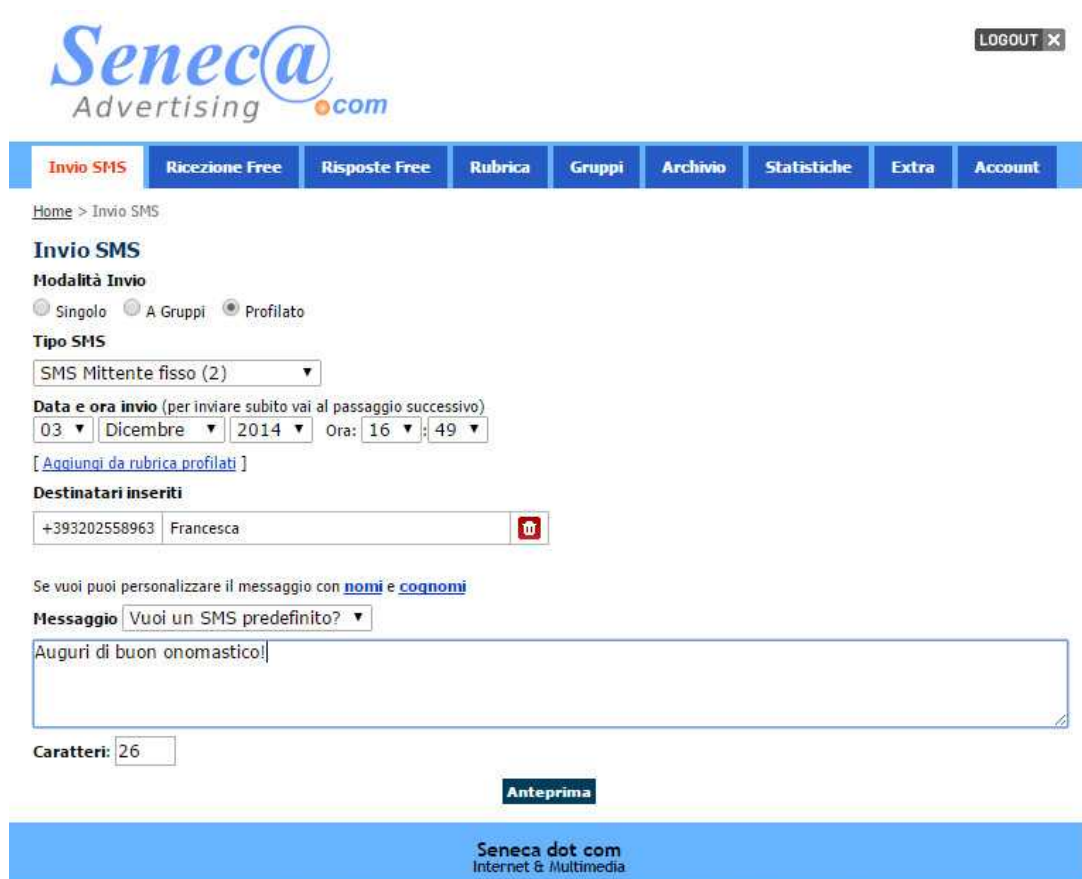 Senec@
Advertising .com
LOGOUT X
Invio SMS Ricezione Free Risposte Free Rubrica Gruppi Archivio Statistiche Extra Account
Home > Invio SMS
Invio SMS
Modalità Invio
Singolo A Gruppi Profilato
Tipo SMS
SMS Mittente fisso (2)
Data e ora invio (per inviare subito vai al passaggio successivo)
03 Dicembre 2014 Ora: 16 : 49
[ Aggiungi da rubrica profilati ]
Destinatari inseriti
+393202558963 Francesca
Se vuoi puoi personalizzare il messaggio con nomi e cognomi
Messaggio Vuoi un SMS predefinito?
Auguri di buon onomastico!
Caratteri: 26
Anteprima
Seneca dot com
Internet & Multimedia